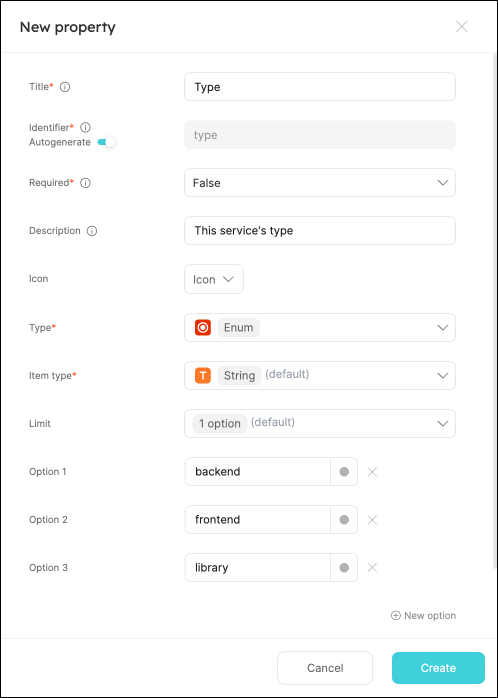 New property
Title*
Type
Identifier*
Autogenerate
type
Required*
False
Description
This service's type
Icon
Icon
Type*
Enum
Item type*
T String (default)
Limit
1 option (default)
Option 1
backend
Option 2
frontend
Option 3
library
New option
Cancel
Create